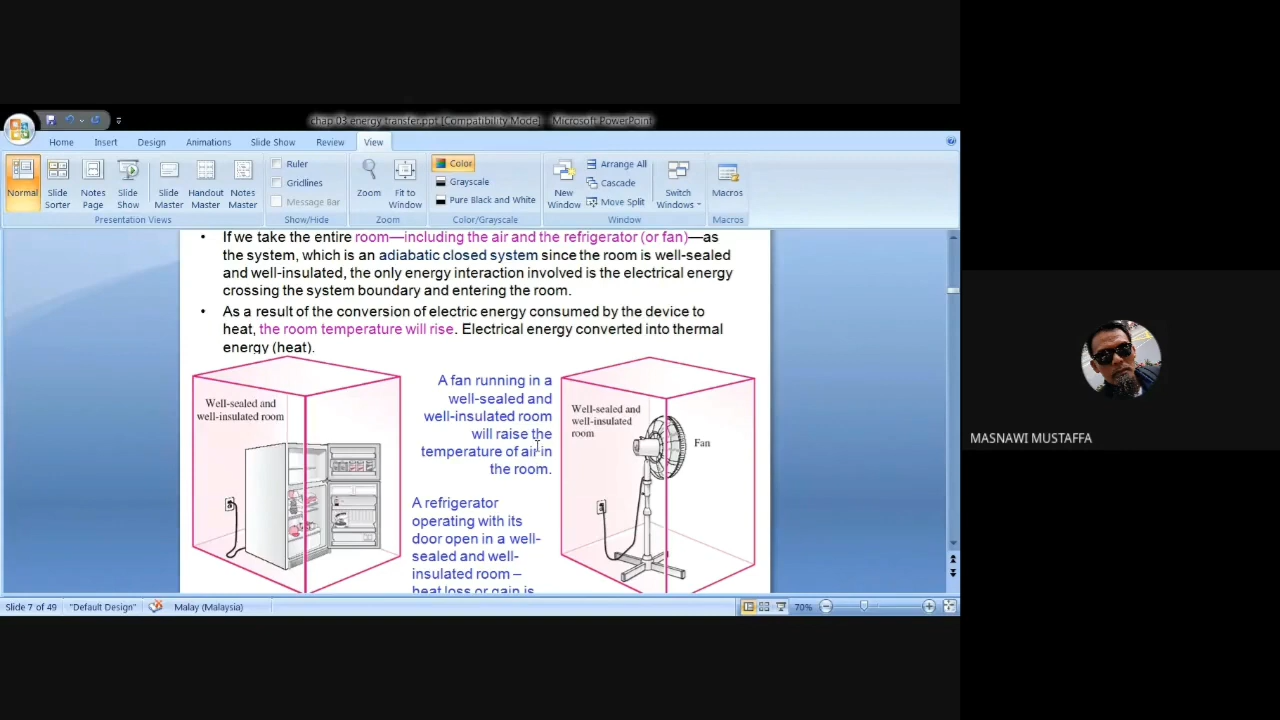 chap 03 energy transfer.ppt [Compatibility Mode] - Microsoft PowerPoint
Home Insert Design Animations Slide Show Review View
Normal
Slide Sorter
Notes Page
Slide Show
Slide Master
Handout Master
Notes Master
Presentation Views
Ruler
Gridlines
Message Bar
Show/Hide
Zoom
Fit to Window
Zoom
Color
Grayscale
Pure Black and White
Color/Grayscale
New Window
Arrange All
Cascade
Move Split
Switch Windows
Window
Macros
Macros
• If we take the entire room—including the air and the refrigerator (or fan)—as
the system, which is an adiabatic closed system since the room is well-sealed
and well-insulated, the only energy interaction involved is the electrical energy
crossing the system boundary and entering the room.
• As a result of the conversion of electric energy consumed by the device to
heat, the room temperature will rise. Electrical energy converted into thermal
energy (heat).
Well-sealed and
well-insulated room
A fan running in a
well-sealed and
well-insulated room
will raise the
temperature of air in
the room.
A refrigerator
operating with its
door open in a well-
sealed and well-
insulated room –
heat loss or gain is
Well-sealed and
well-insulated
room
Fan
MASNAWI MUSTAFFA
Slide 7 of 49 "Default Design" Malay (Malaysia) 70%